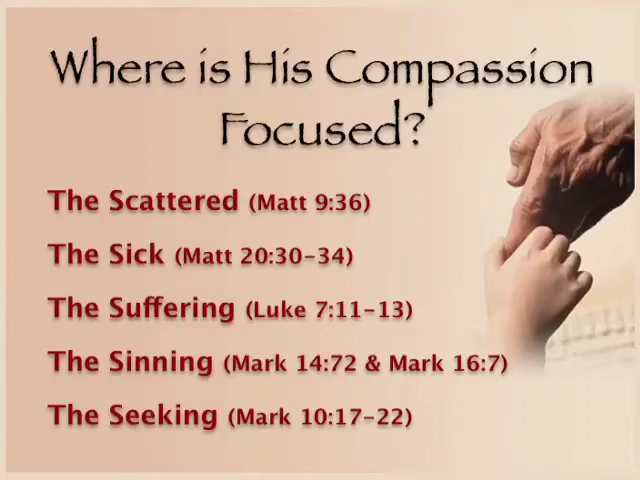 Where is His Compassion
Focused?
The Scattered (Matt 9:36)
The Sick (Matt 20:30-34)
The Suffering (Luke 7:11-13)
The Sinning (Mark 14:72 & Mark 16:7)
The Seeking (Mark 10:17-22)